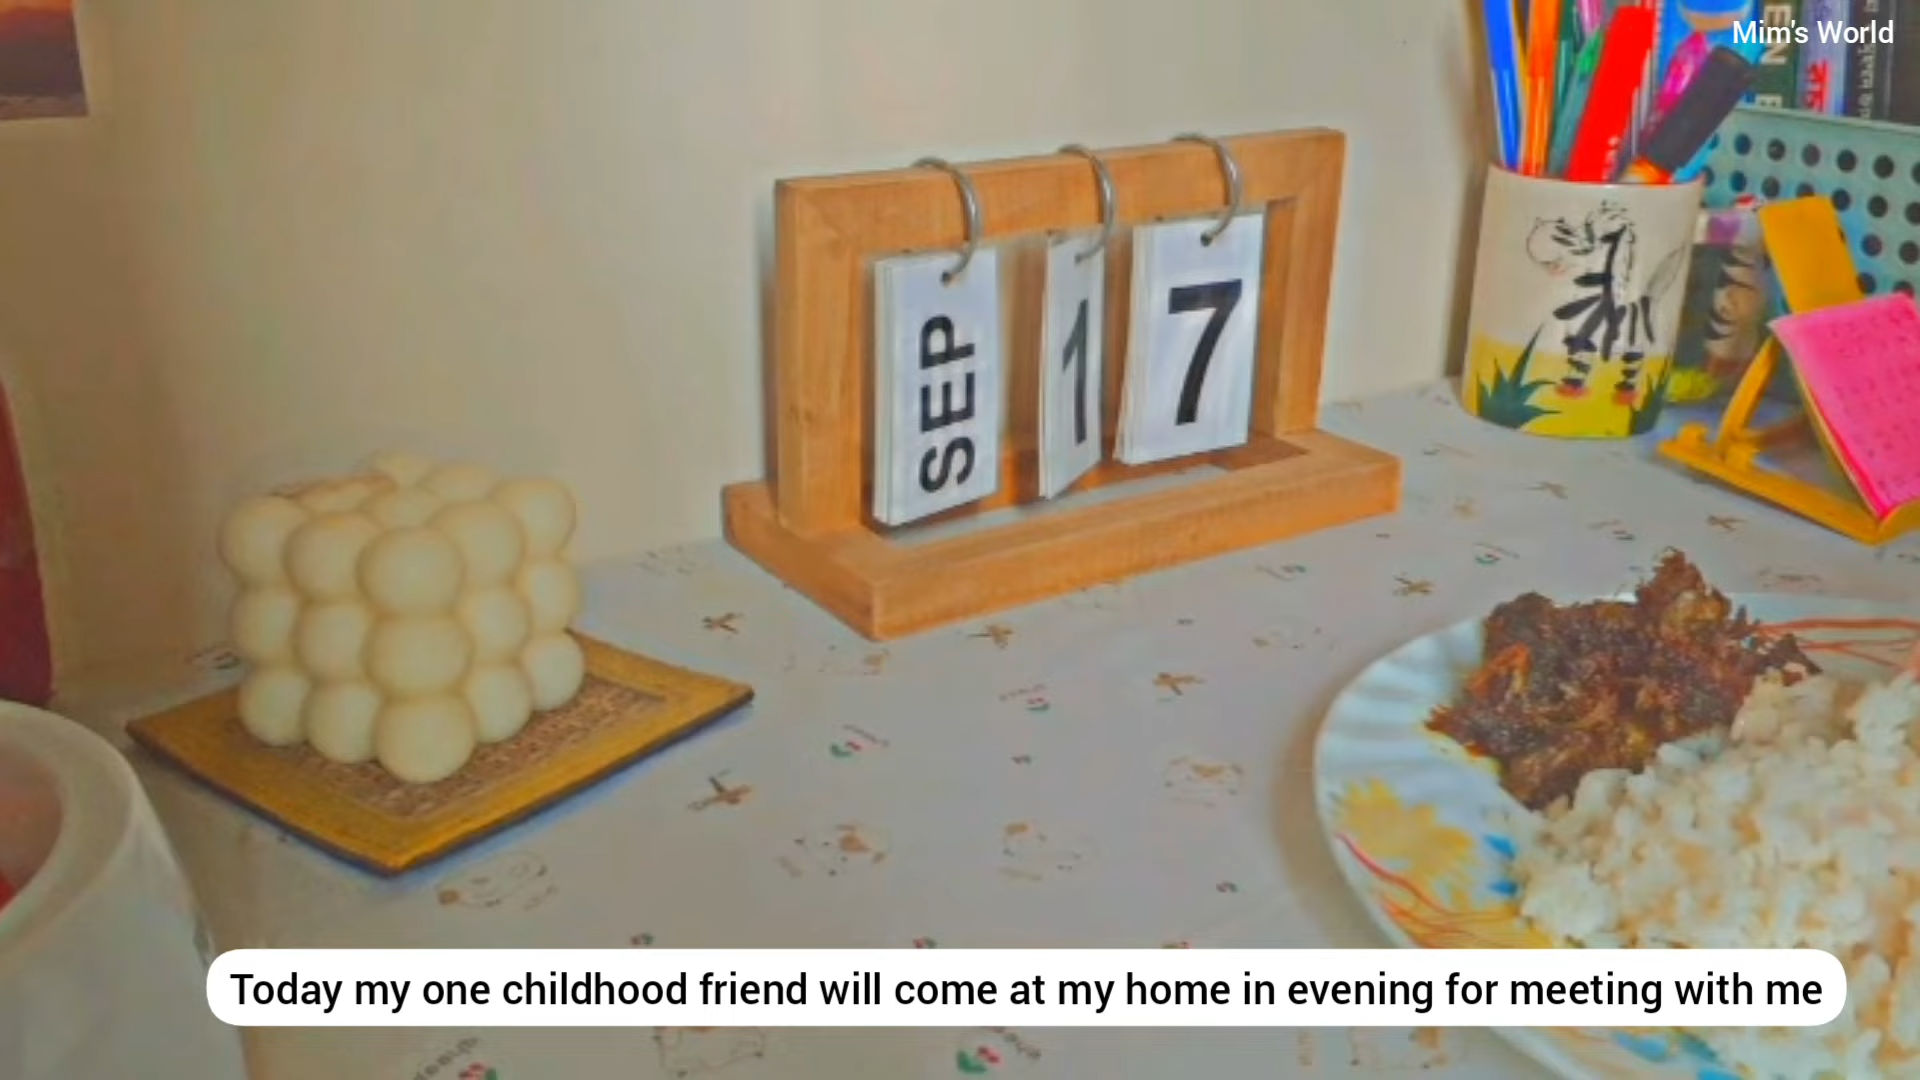 Mim's World
SEP 17
Today my one childhood friend will come at my home in evening for meeting with me